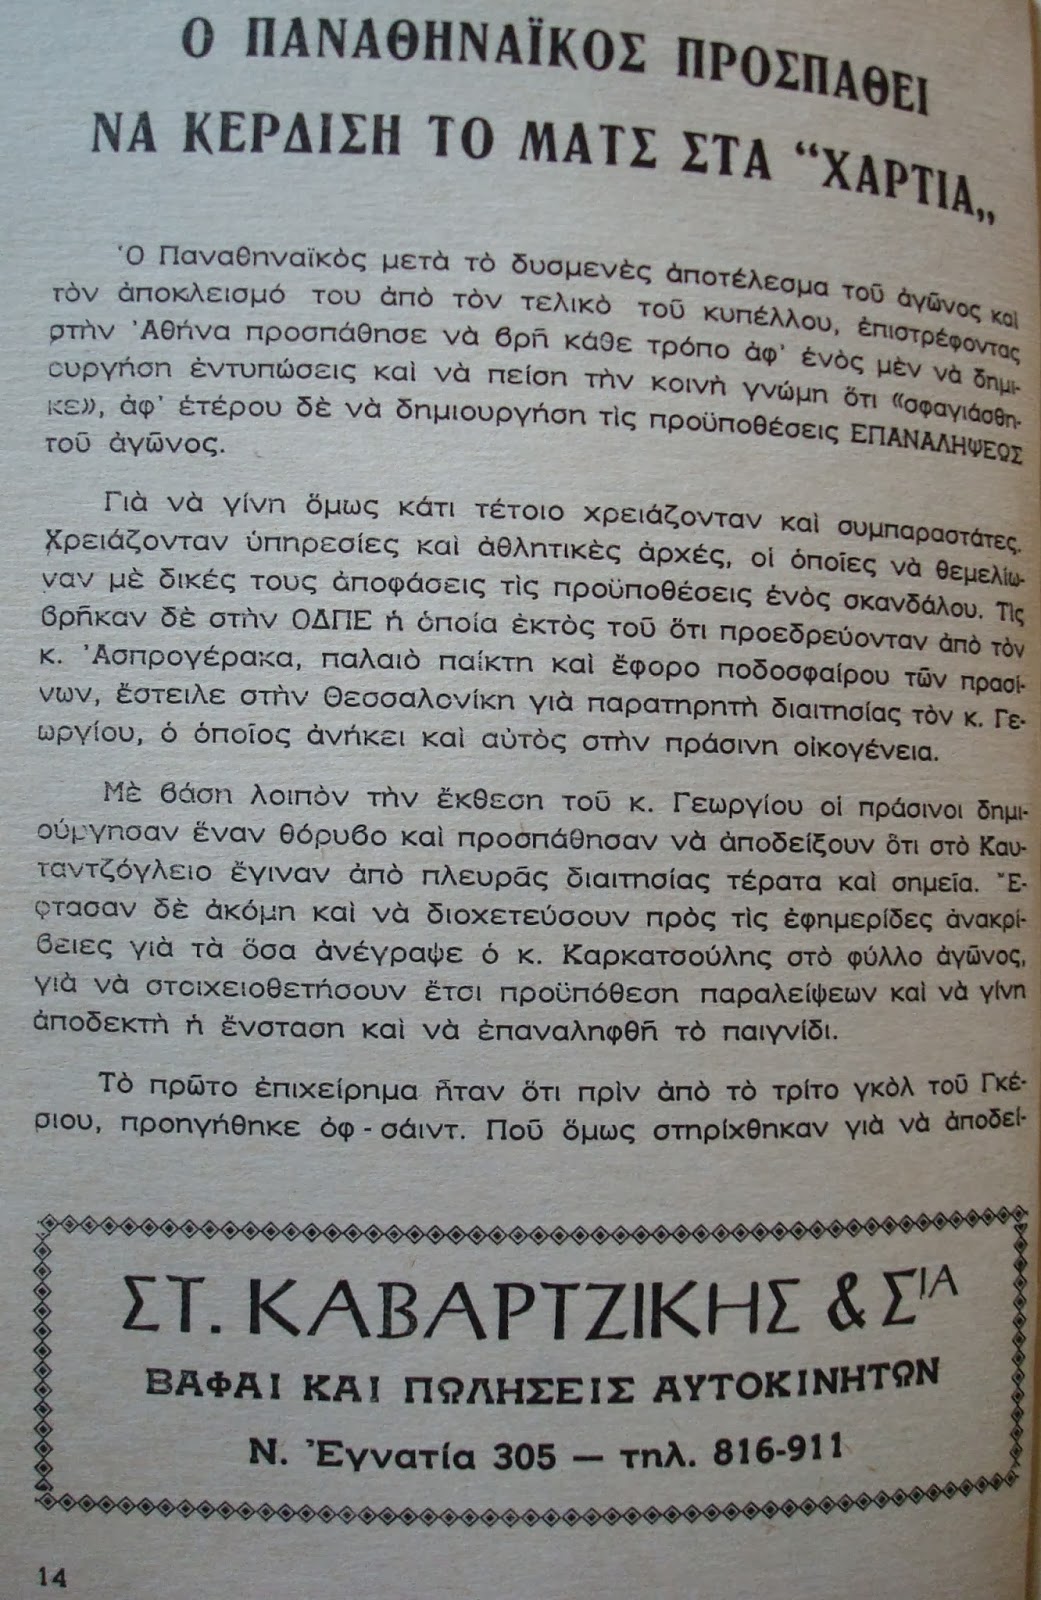 Ο ΠΑΝΑΘΗΝΑΪΚΟΣ ΠΡΟΣΠΑΘΕΙ
ΝΑ ΚΕΡΔΙΣΗ ΤΟ ΜΑΤΣ ΣΤΑ “ΧΑΡΤΙΑ„
Ὁ Παναθηναϊκὸς μετὰ τὸ δυσμενὲς ἀποτέλεσμα τοῦ ἀγῶνος καὶ
τὸν ἀποκλεισμό του ἀπὸ τὸν τελικὸ τοῦ κυπέλλου, ἐπιστρέφοντας
στὴν Ἀθήνα προσπάθησε νὰ βρῆ κάθε τρόπο ἀφ’ ἑνὸς μὲν νὰ δημι-
ουργήση ἐντυπώσεις καὶ νὰ πείση τὴν κοινὴ γνώμη ὅτι «σφαγιάσθη-
κε», ἀφ’ ἑτέρου δὲ νὰ δημιουργήση τὶς προϋποθέσεις ΕΠΑΝΑΛΗΨΕΩΣ
τοῦ ἀγῶνος.
Γιὰ νὰ γίνη ὅμως κάτι τέτοιο χρειάζονταν καὶ συμπαραστάτες.
Χρειάζονταν ὑπηρεσίες καὶ ἀθλητικὲς ἀρχές, οἱ ὁποῖες νὰ θεμελίω-
ναν μὲ δικές τους ἀποφάσεις τὶς προϋποθέσεις ἑνὸς σκανδάλου. Τὶς
βρῆκαν δὲ στὴν ΟΔΠΕ ἡ ὁποία ἐκτὸς τοῦ ὅτι προεδρεύονταν ἀπὸ τὸν
κ. Ἀσπρογέρακα, παλαιὸ παίκτη καὶ ἔφορο ποδοσφαίρου τῶν πρασί-
νων, ἔστειλε στὴν Θεσσαλονίκη γιὰ παρατηρητὴ διαιτησίας τὸν κ. Γε-
ωργίου, ὁ ὁποῖος ἀνήκει καὶ αὐτὸς στὴν πράσινη οἰκογένεια.
Μὲ βάση λοιπὸν τὴν ἔκθεση τοῦ κ. Γεωργίου οἱ πράσινοι δημι-
ούργησαν ἕναν θόρυβο καὶ προσπάθησαν νὰ ἀποδείξουν ὅτι στὸ Καυ-
ταντζόγλειο ἔγιναν ἀπὸ πλευρᾶς διαιτησίας τέρατα καὶ σημεῖα. Ἔ-
φτασαν δὲ ἀκόμη καὶ νὰ διοχετεύσουν πρὸς τὶς ἐφημερίδες ἀνακρί-
βειες γιὰ τὰ ὅσα ἀνέγραψε ὁ κ. Καρκατσούλης στὸ φύλλο ἀγῶνος,
γιὰ νὰ στοιχειοθετήσουν ἔτσι προϋπόθεση παραλείψεων καὶ νὰ γίνη
ἀποδεκτὴ ἡ ἔνσταση καὶ νὰ ἐπαναληφθῆ τὸ παιγνίδι.
Τὸ πρῶτο ἐπιχείρημα ἦταν ὅτι πρὶν ἀπὸ τὸ τρίτο γκὸλ τοῦ Γκέ-
ριου, προηγήθηκε ὀφ - σάιντ. Ποῦ ὅμως στηρίχθηκαν γιὰ νὰ ἀποδεί-
ΣΤ. ΚΑΒΑΡΤΖΙΚΗΣ & ΣΙΑ
ΒΑΦΑΙ ΚΑΙ ΠΩΛΗΣΕΙΣ ΑΥΤΟΚΙΝΗΤΩΝ
Ν. Ἐγνατία 305 — τηλ. 816-911
14